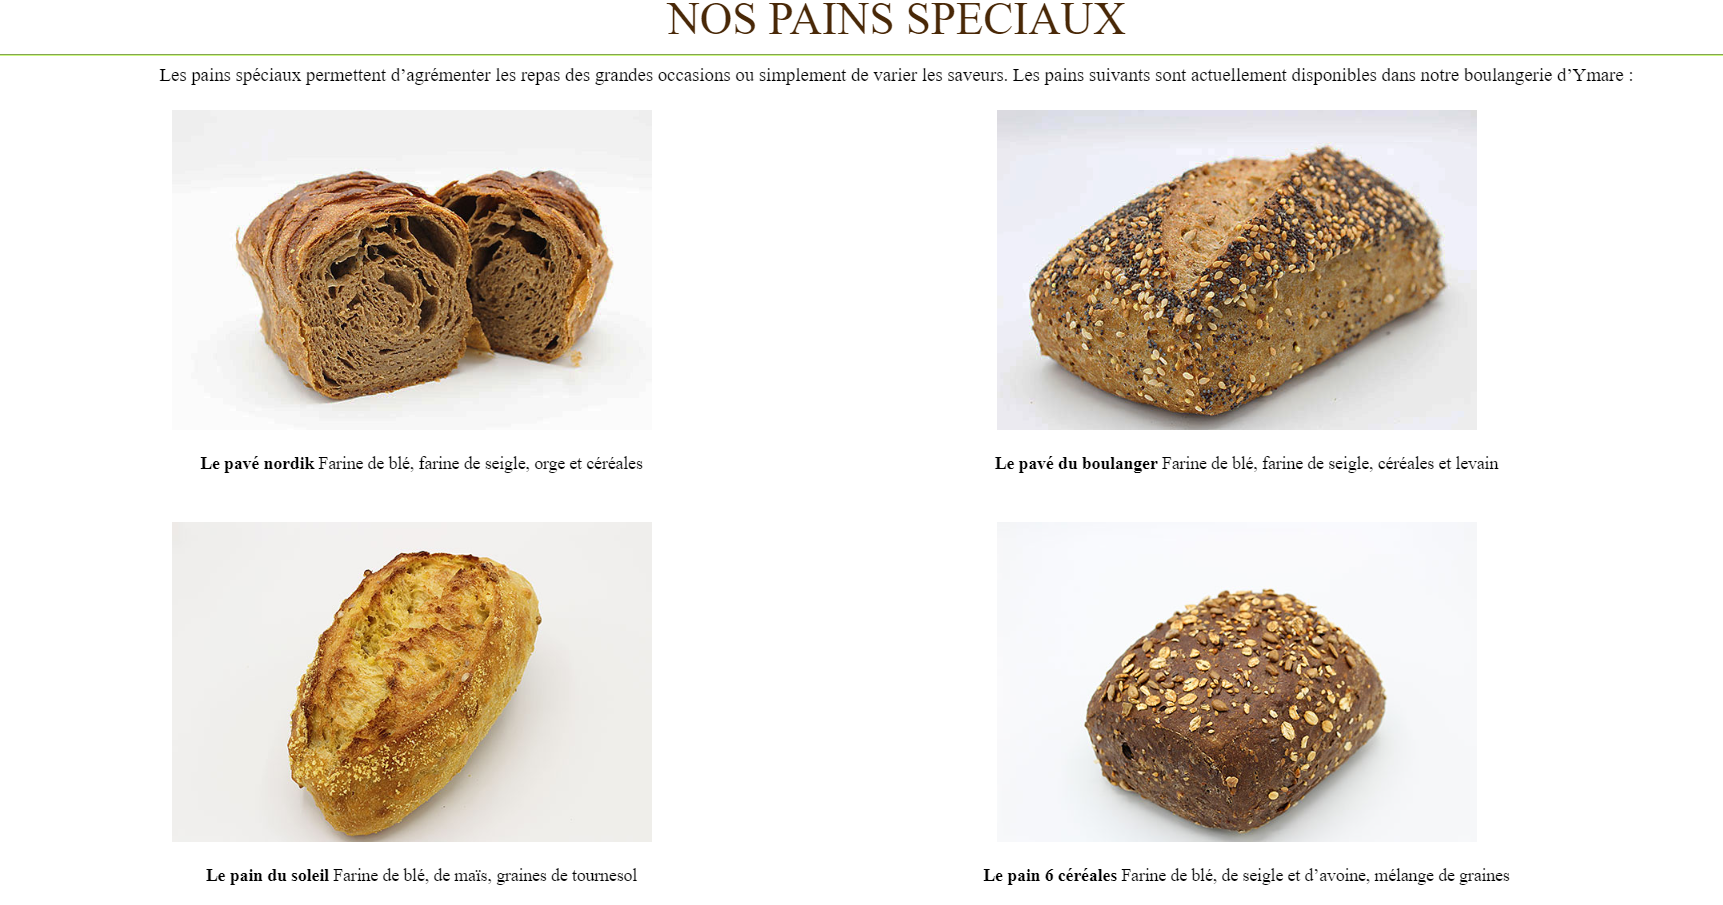 NOS PAINS SPECIAUX
Les pains spéciaux permettent d’agrémenter les repas des grandes occasions ou simplement de varier les saveurs. Les pains suivants sont actuellement disponibles dans notre boulangerie d’Ymare :
Le pavé nordik Farine de blé, farine de seigle, orge et céréales
Le pavé du boulanger Farine de blé, farine de seigle, céréales et levain
Le pain du soleil Farine de blé, de maïs, graines de tournesol
Le pain 6 céréales Farine de blé, de seigle et d’avoine, mélange de graines